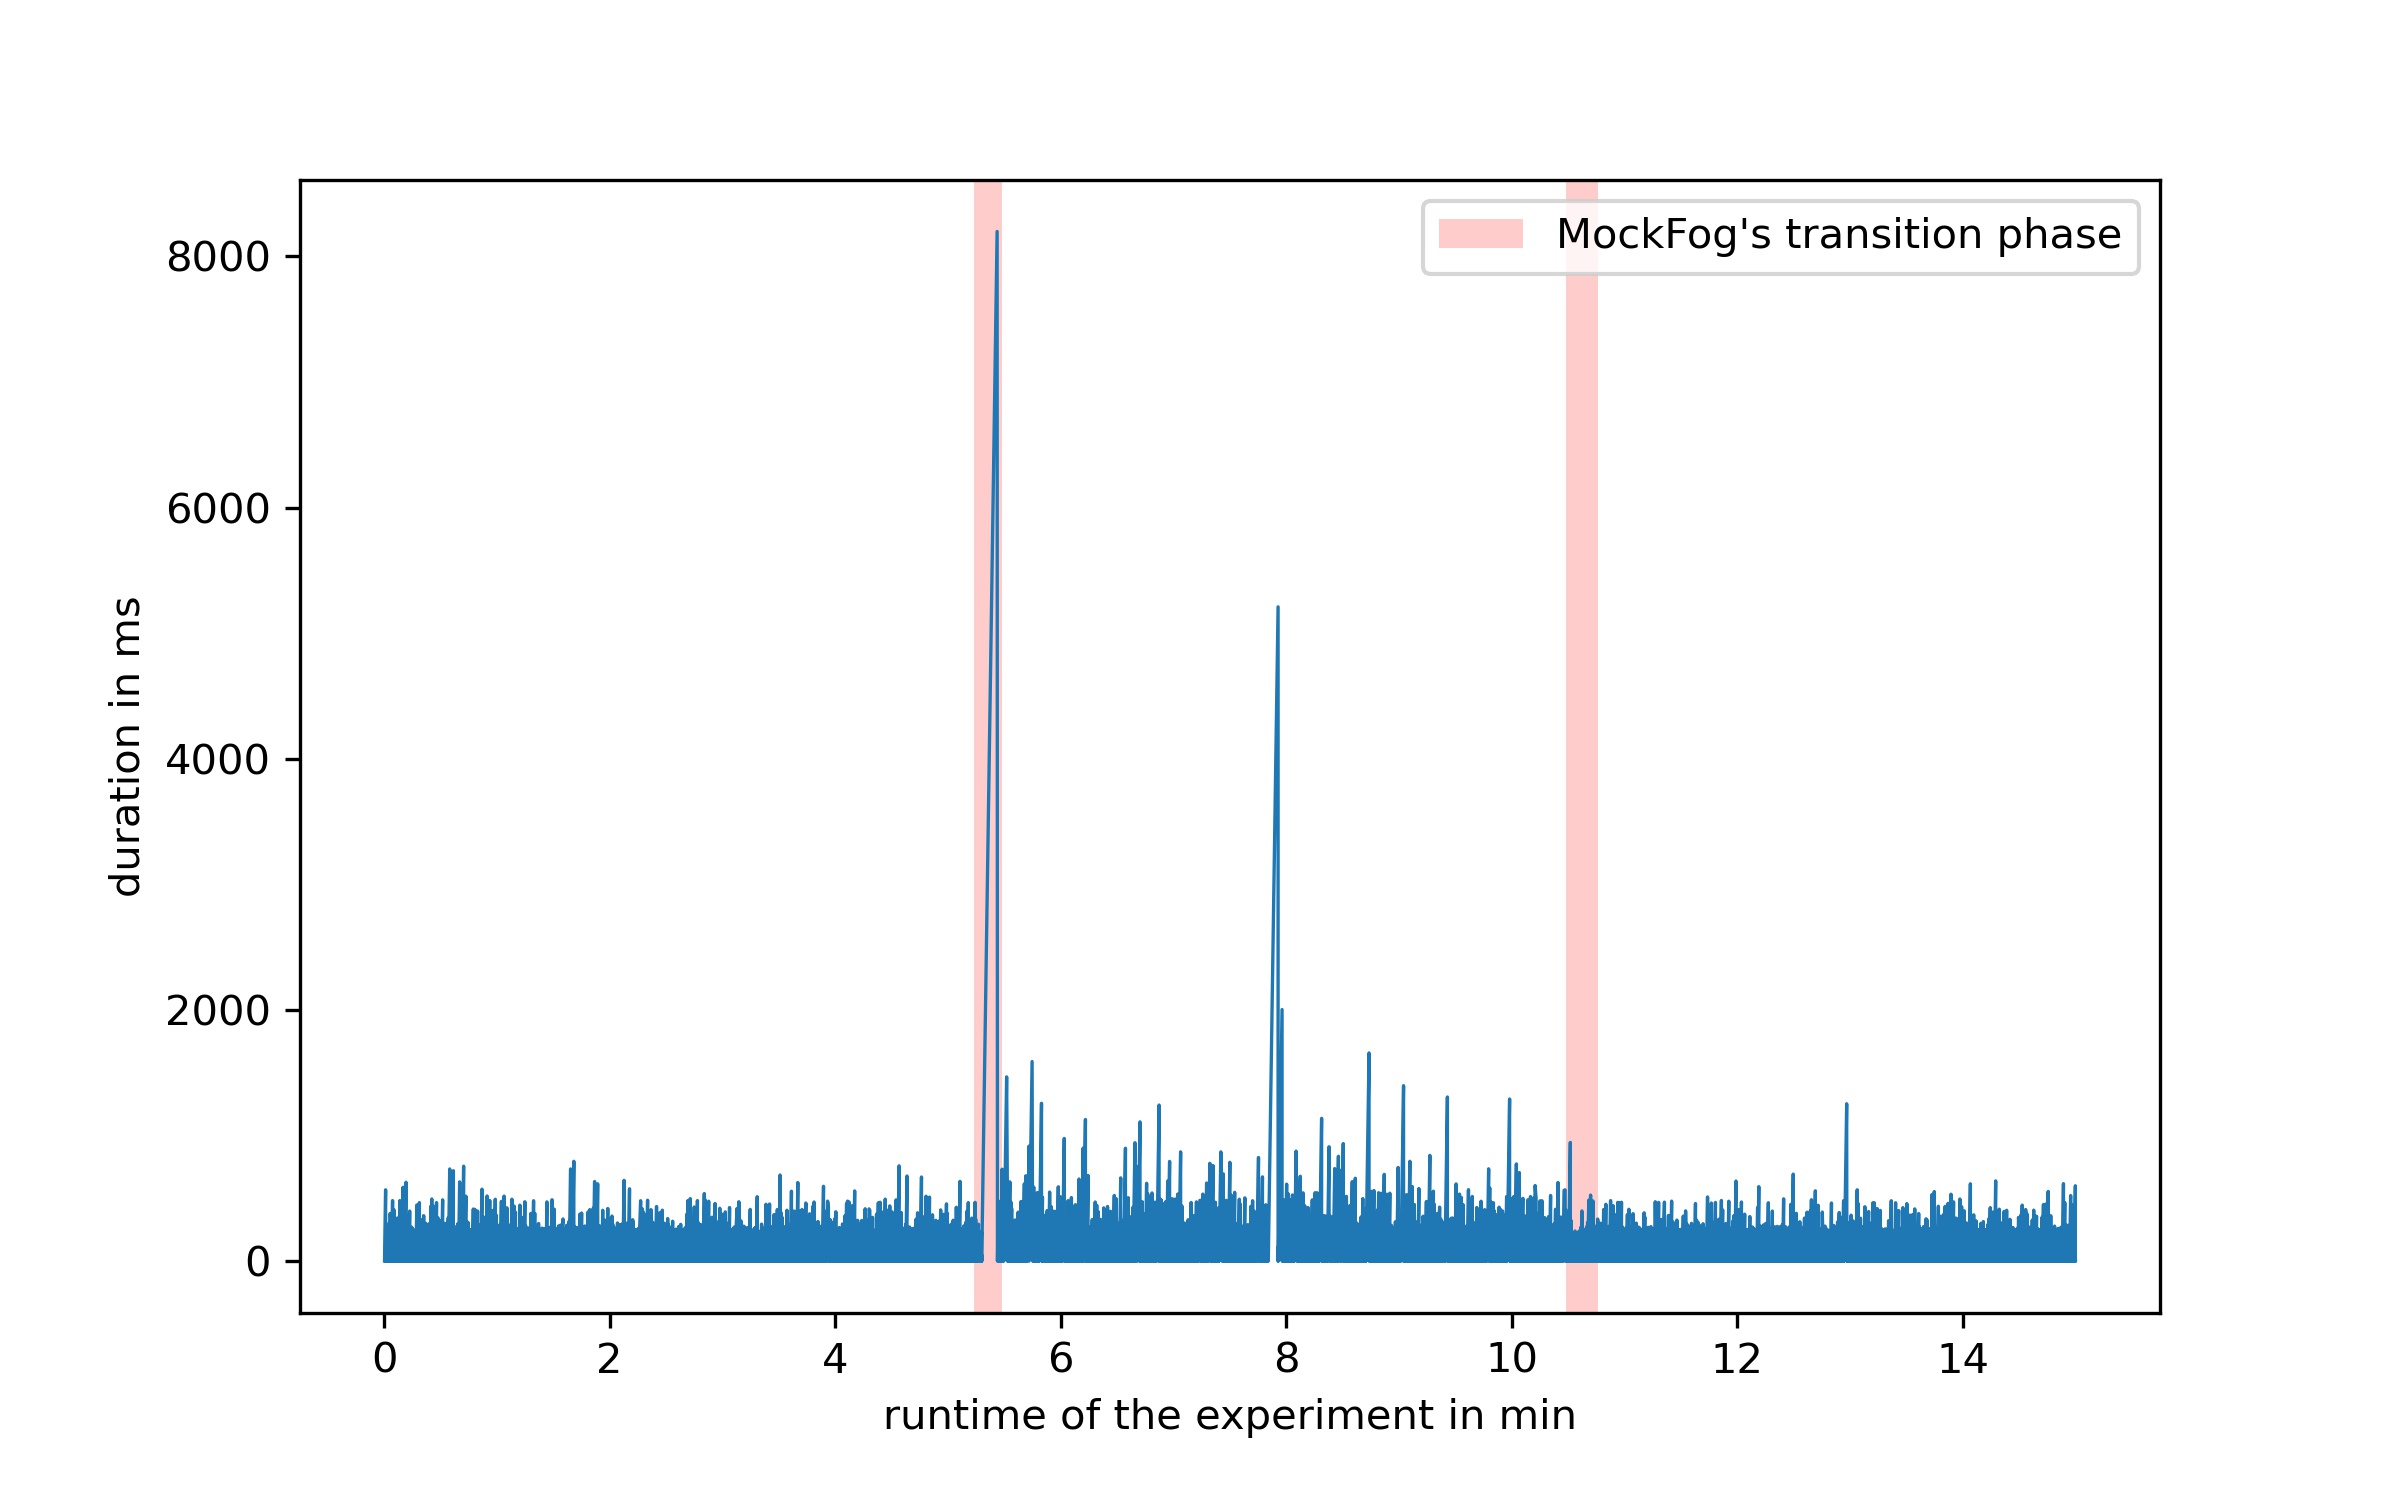 MockFog's transition phase
8000
6000
4000
2000
0
duration in ms
0 2 4 6 8 10 12 14
runtime of the experiment in min